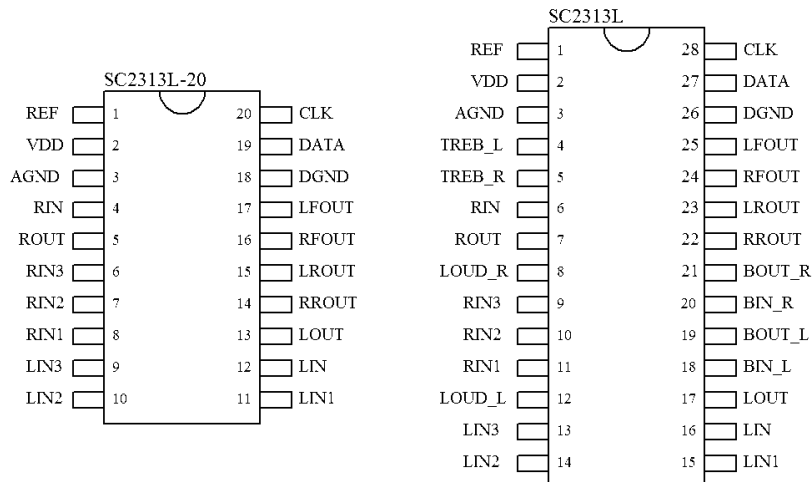 SC2313L-20
REF 1 20 CLK
VDD 2 19 DATA
AGND 3 18 DGND
RIN 4 17 LFOUT
ROUT 5 16 RFOUT
RIN3 6 15 LROUT
RIN2 7 14 RROUT
RIN1 8 13 LOUT
LIN3 9 12 LIN
LIN2 10 11 LIN1
SC2313L
REF 1 28 CLK
VDD 2 27 DATA
AGND 3 26 DGND
TREB_L 4 25 LFOUT
TREB_R 5 24 RFOUT
RIN 6 23 LROUT
ROUT 7 22 RROUT
LOUD_R 8 21 BOUT_R
RIN3 9 20 BIN_R
RIN2 10 19 BOUT_L
RIN1 11 18 BIN_L
LOUD_L 12 17 LOUT
LIN3 13 16 LIN
LIN2 14 15 LIN1